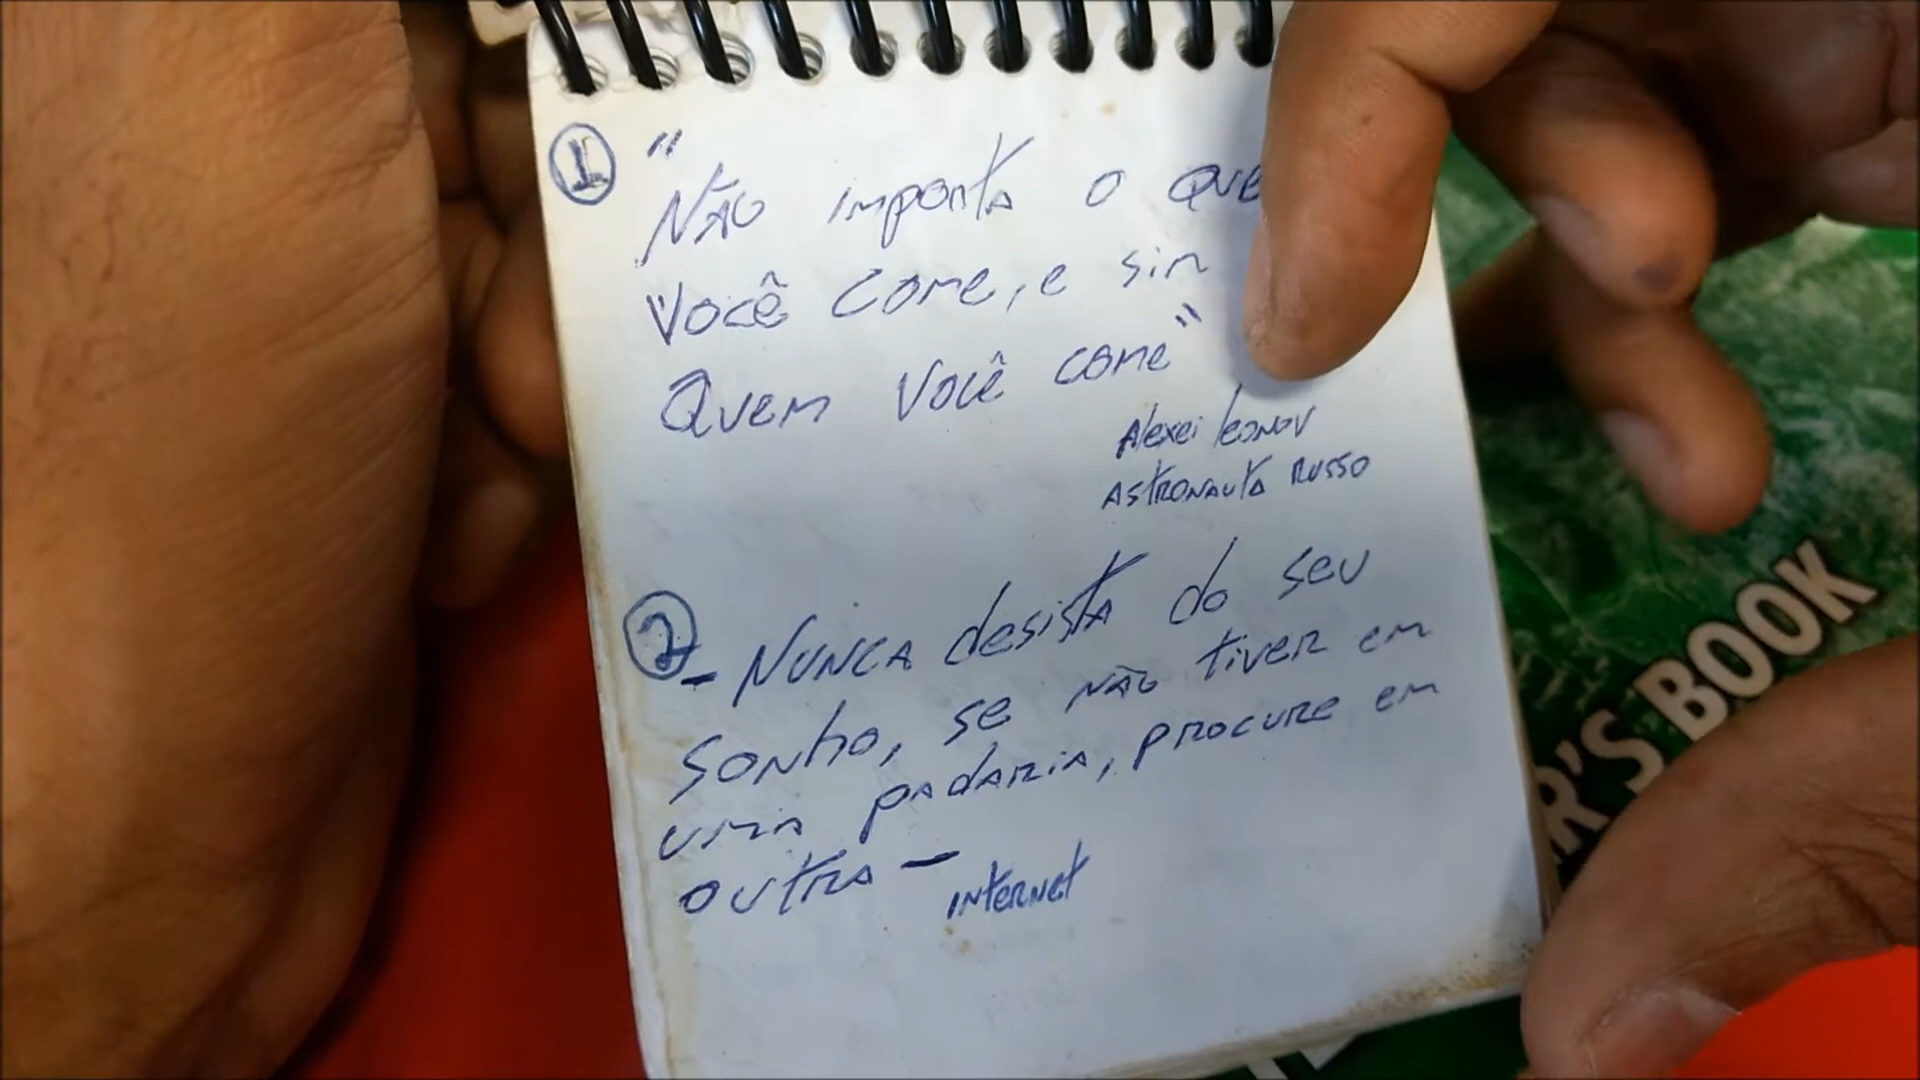 1 "
Não importa o que
Você come, e sim
Quem você come"
Alexei Leonov
Astronauta Russo
2 - Nunca desista do seu
sonho, se não tiver em
uma padaria, procure em
outra -
internet
R'S BOOK